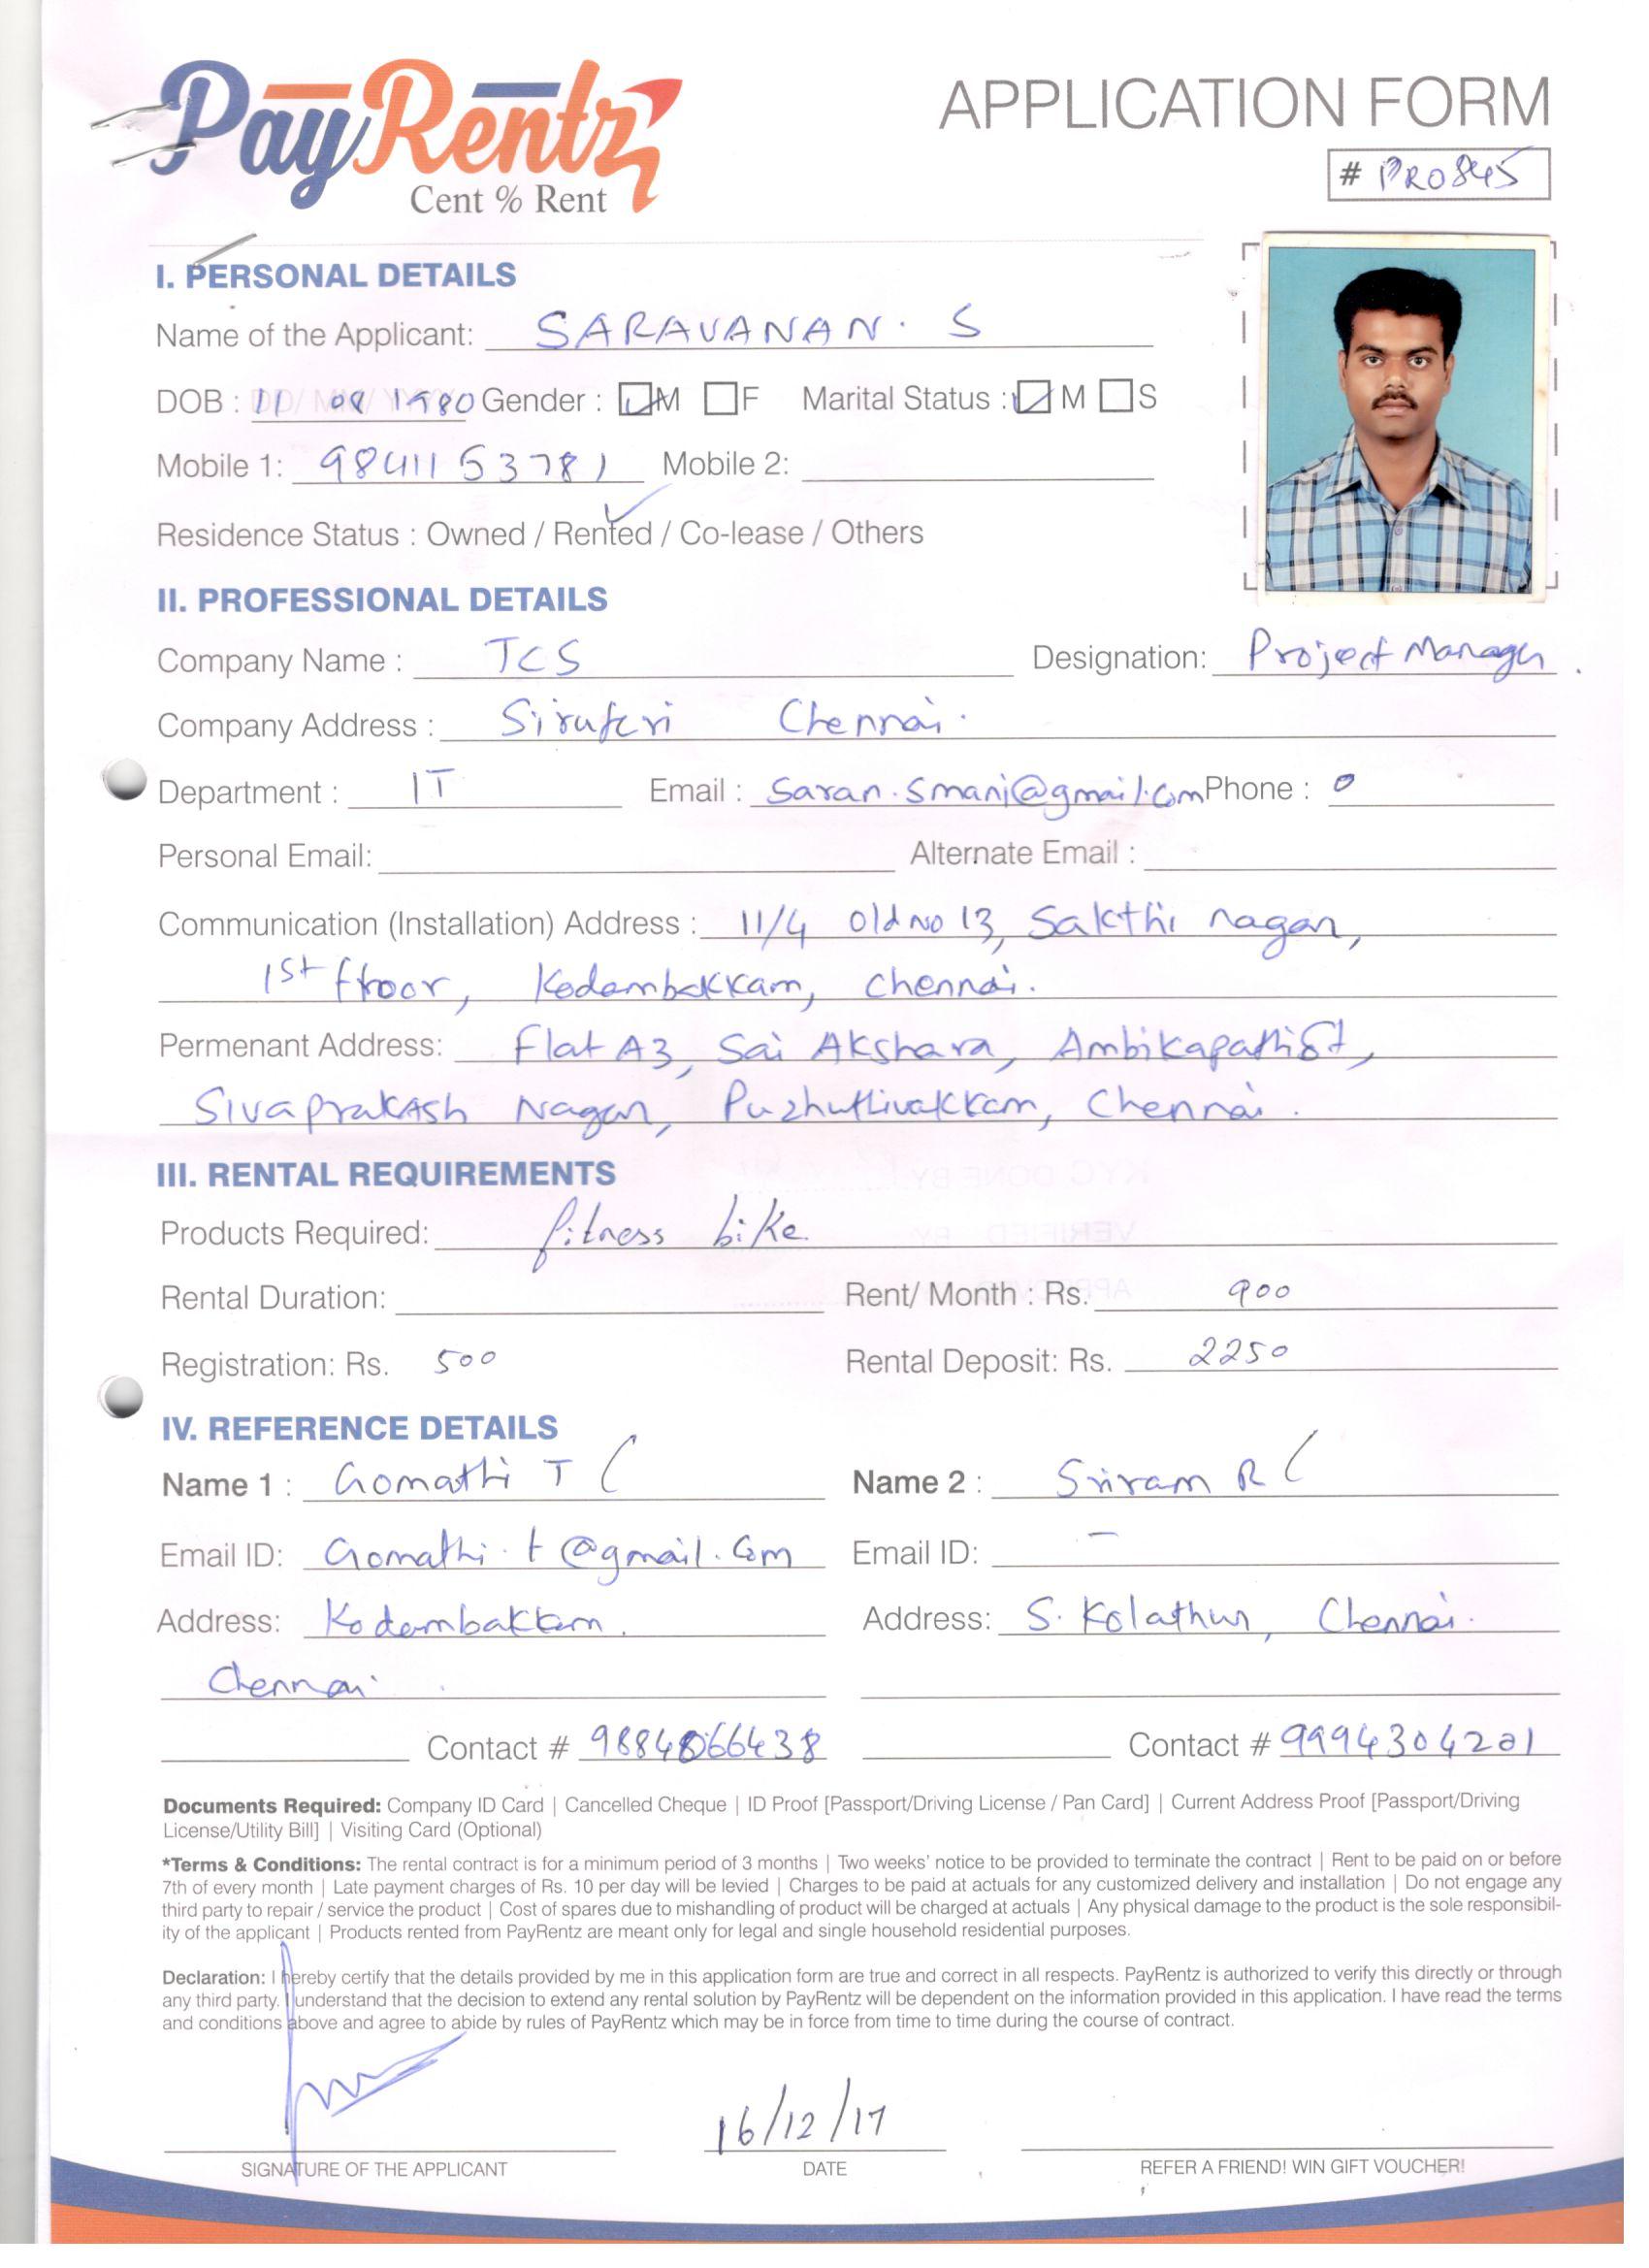 PayRentz
Cent % Rent
APPLICATION FORM
# PR0845
I. PERSONAL DETAILS
Name of the Applicant: SARAVANAN. S
DOB : 11 08 1980 Gender : M F Marital Status : M S
Mobile 1: 9841153781 Mobile 2:
Residence Status : Owned / Rented / Co-lease / Others
II. PROFESSIONAL DETAILS
Company Name : TCS Designation: Project Manager
Company Address : Siruseri Chennai.
Department : IT Email : Saran.smani@gmail.com Phone : 0
Personal Email: Alternate Email :
Communication (Installation) Address : 11/4 Old No 13, Sakthi nagar,
1st floor, Kodambakkam, Chennai.
Permenant Address: Flat A3, Sai Akshara, Ambikapathi St,
Sivaprakash Nagar, Puzhuthivakkam, Chennai.
III. RENTAL REQUIREMENTS
Products Required: fitness bike
Rental Duration: Rent/ Month : Rs. 900
Registration: Rs. 500 Rental Deposit: Rs. 2250
IV. REFERENCE DETAILS
Name 1 : Gomathi T Name 2 : Sriram R
Email ID: Gomathi.t@gmail.com Email ID: –
Address: Kodambakkam. Address: S. Kolathur, Chennai.
Chennai.
Contact # 9884066438 Contact # 9994304201
Documents Required: Company ID Card | Cancelled Cheque | ID Proof [Passport/Driving License / Pan Card] | Current Address Proof [Passport/Driving
License/Utility Bill] | Visiting Card (Optional)
*Terms & Conditions: The rental contract is for a minimum period of 3 months | Two weeks' notice to be provided to terminate the contract | Rent to be paid on or before
7th of every month | Late payment charges of Rs. 10 per day will be levied | Charges to be paid at actuals for any customized delivery and installation | Do not engage any
third party to repair / service the product | Cost of spares due to mishandling of product will be charged at actuals | Any physical damage to the product is the sole responsibil-
ity of the applicant | Products rented from PayRentz are meant only for legal and single household residential purposes.
Declaration: I hereby certify that the details provided by me in this application form are true and correct in all respects. PayRentz is authorized to verify this directly or through
any third party. I understand that the decision to extend any rental solution by PayRentz will be dependent on the information provided in this application. I have read the terms
and conditions above and agree to abide by rules of PayRentz which may be in force from time to time during the course of contract.
16/12/17
SIGNATURE OF THE APPLICANT DATE REFER A FRIEND! WIN GIFT VOUCHER!